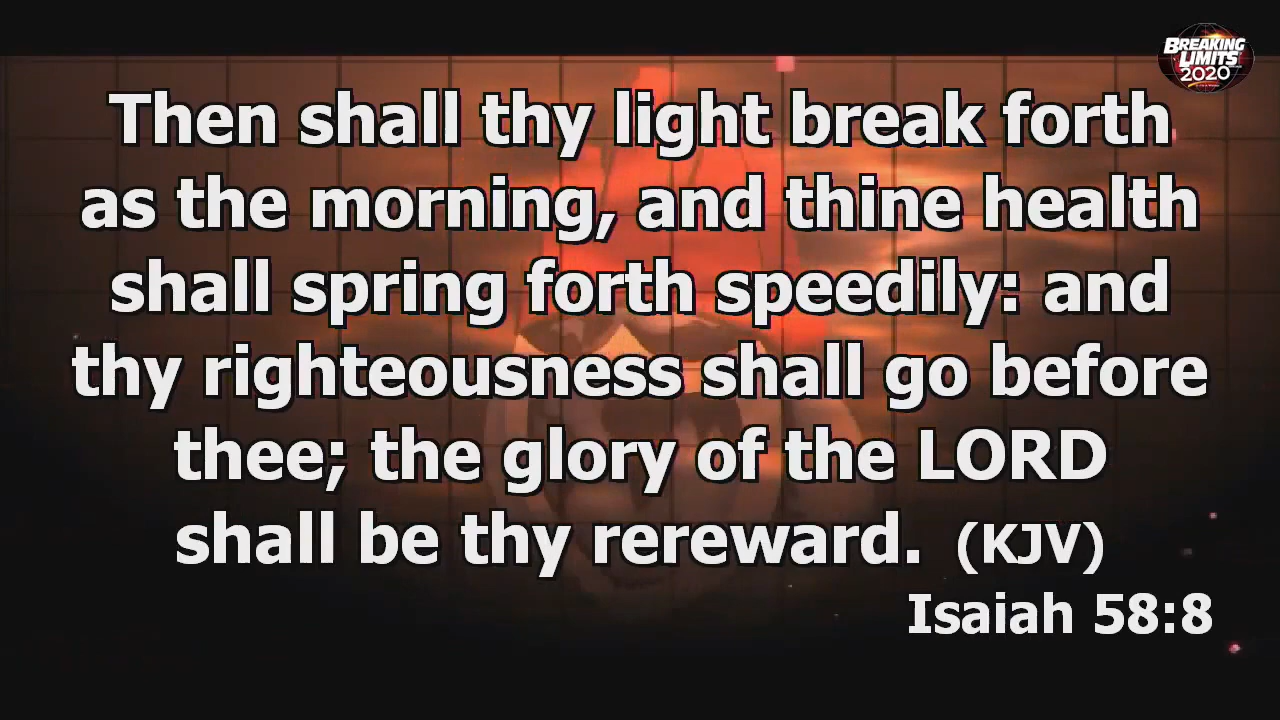 BREAKING
LIMITS
2020
Then shall thy light break forth
as the morning, and thine health
shall spring forth speedily: and
thy righteousness shall go before
thee; the glory of the LORD
shall be thy rereward. (KJV)
Isaiah 58:8